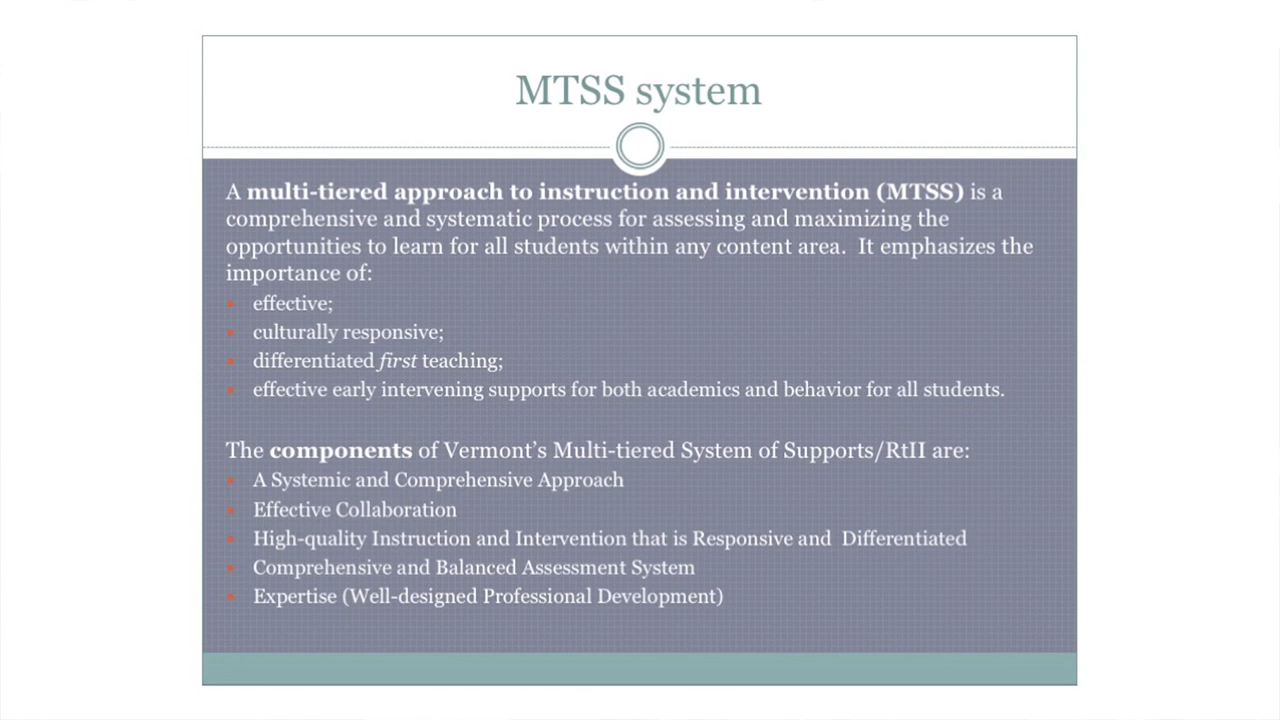 MTSS system
A multi-tiered approach to instruction and intervention (MTSS) is a
comprehensive and systematic process for assessing and maximizing the
opportunities to learn for all students within any content area.  It emphasizes the
importance of:
▪ effective;
▪ culturally responsive;
▪ differentiated first teaching;
▪ effective early intervening supports for both academics and behavior for all students.
The components of Vermont’s Multi-tiered System of Supports/RtII are:
▪ A Systemic and Comprehensive Approach
▪ Effective Collaboration
▪ High-quality Instruction and Intervention that is Responsive and  Differentiated
▪ Comprehensive and Balanced Assessment System
▪ Expertise (Well-designed Professional Development)